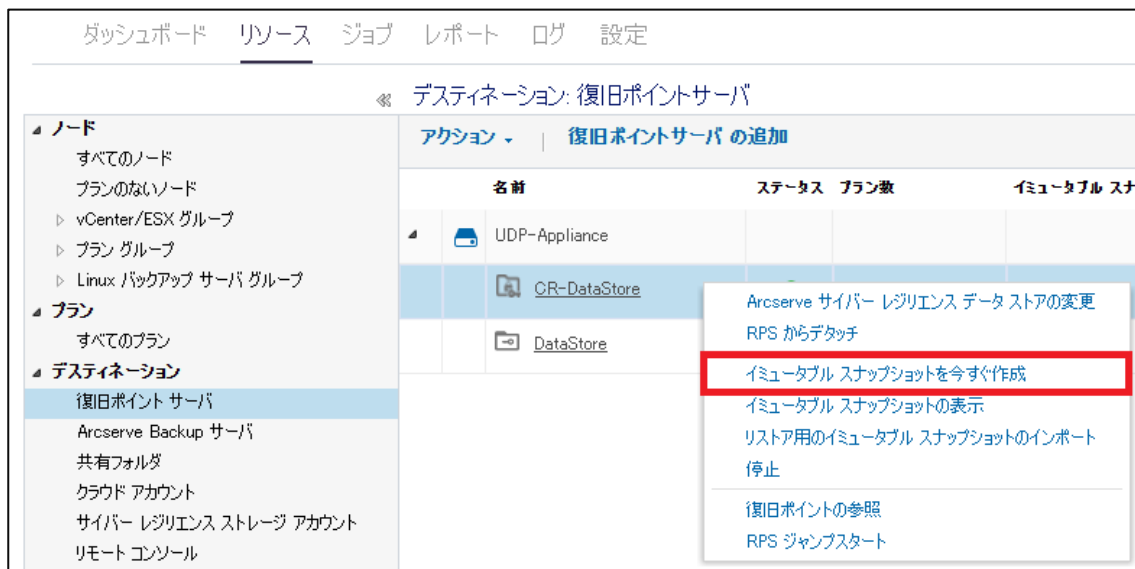 ダッシュボード リソース ジョブ レポート ログ 設定
デスティネーション: 復旧ポイントサーバ
ノード
すべてのノード
プランのないノード
vCenter/ESX グループ
プラン グループ
Linux バックアップ サーバ グループ
プラン
すべてのプラン
デスティネーション
復旧ポイント サーバ
Arcserve Backup サーバ
共有フォルダ
クラウド アカウント
サイバー レジリエンス ストレージ アカウント
リモート コンソール
アクション | 復旧ポイントサーバ の追加
名前 ステータス プラン数 イミュータブル スナ
UDP-Appliance
CR-DataStore
DataStore
Arcserve サイバー レジリエンス データ ストアの変更
RPS からデタッチ
イミュータブル スナップショットを今すぐ作成
イミュータブル スナップショットの表示
リストア用のイミュータブル スナップショットのインポート
停止
復旧ポイントの参照
RPS ジャンプスタート